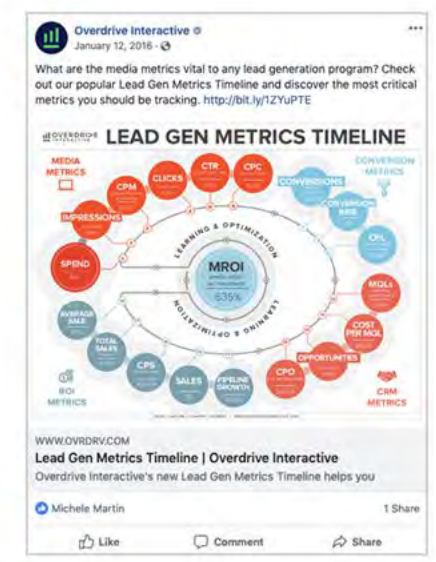 Overdrive Interactive
January 12, 2016 ·
What are the media metrics vital to any lead generation program? Check
out our popular Lead Gen Metrics Timeline and discover the most critical
metrics you should be tracking. http://bit.ly/1ZYuPTE
OVERDRIVE
INTERACTIVE
LEAD GEN METRICS TIMELINE
MEDIA
METRICS
CONVERSION
METRICS
SPEND
IMPRESSIONS
CPM
CLICKS
CTR
CPC
CONVERSIONS
CONVERSION
RATE
CPL
MQLs
COST
PER MQL
OPPORTUNITIES
CPO
PIPELINE
GROWTH
SALES
CPS
TOTAL
SALES
AVERAGE
SALE
LEARNING & OPTIMIZATION
MROI
635%
LEARNING & OPTIMIZATION
ROI
METRICS
CRM
METRICS
WWW.OVRDRV.COM
Lead Gen Metrics Timeline | Overdrive Interactive
Overdrive Interactive's new Lead Gen Metrics Timeline helps you
Michele Martin
1 Share
Like
Comment
Share